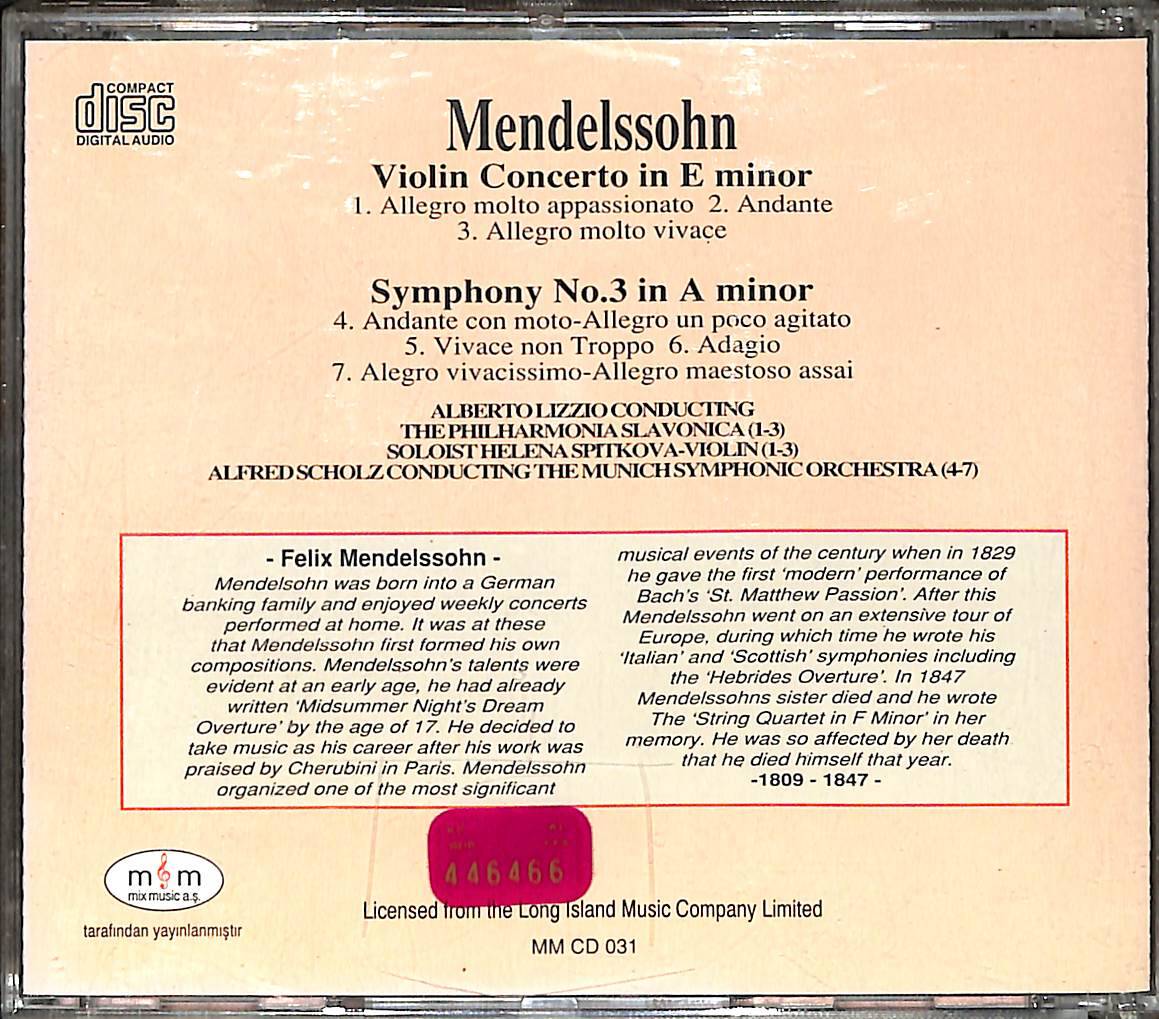 COMPACT
disc
DIGITAL AUDIO
Mendelssohn
Violin Concerto in E minor
1. Allegro molto appassionato 2. Andante
3. Allegro molto vivace
Symphony No.3 in A minor
4. Andante con moto-Allegro un poco agitato
5. Vivace non Troppo 6. Adagio
7. Alegro vivacissimo-Allegro maestoso assai
ALBERTO LIZZIO CONDUCTING
THE PHILHARMONIA SLAVONICA (1-3)
SOLOIST HELENA SPITKOVA-VIOLIN (1-3)
ALFRED SCHOLZ CONDUCTING THE MUNICH SYMPHONIC ORCHESTRA (4-7)
- Felix Mendelssohn -
Mendelsohn was born into a German
banking family and enjoyed weekly concerts
performed at home. It was at these
that Mendelssohn first formed his own
compositions. Mendelssohn's talents were
evident at an early age, he had already
written ‘Midsummer Night's Dream
Overture’ by the age of 17. He decided to
take music as his career after his work was
praised by Cherubini in Paris. Mendelssohn
organized one of the most significant
musical events of the century when in 1829
he gave the first ‘modern’ performance of
Bach's ‘St. Matthew Passion’. After this
Mendelssohn went on an extensive tour of
Europe, during which time he wrote his
‘Italian’ and ‘Scottish’ symphonies including
the ‘Hebrides Overture’. In 1847
Mendelssohns sister died and he wrote
The ‘String Quartet in F Minor’ in her
memory. He was so affected by her death
that he died himself that year.
-1809 - 1847 -
446466
m m
mix music a.ş.
tarafından yayınlanmıştır
Licensed from the Long Island Music Company Limited
MM CD 031